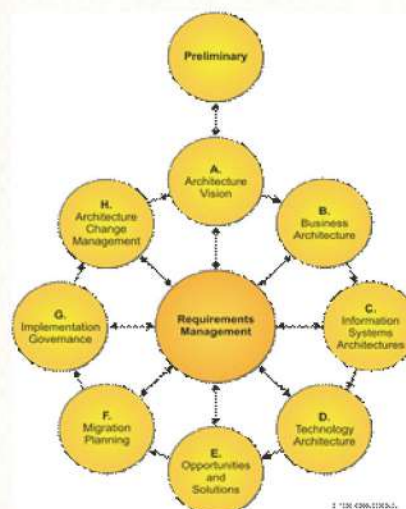 Preliminary
A.
Architecture
Vision
H.
Architecture
Change
Management
B.
Business
Architecture
G.
Implementation
Governance
Requirements
Management
C.
Information
Systems
Architectures
F.
Migration
Planning
D.
Technology
Architecture
E.
Opportunities
and
Solutions